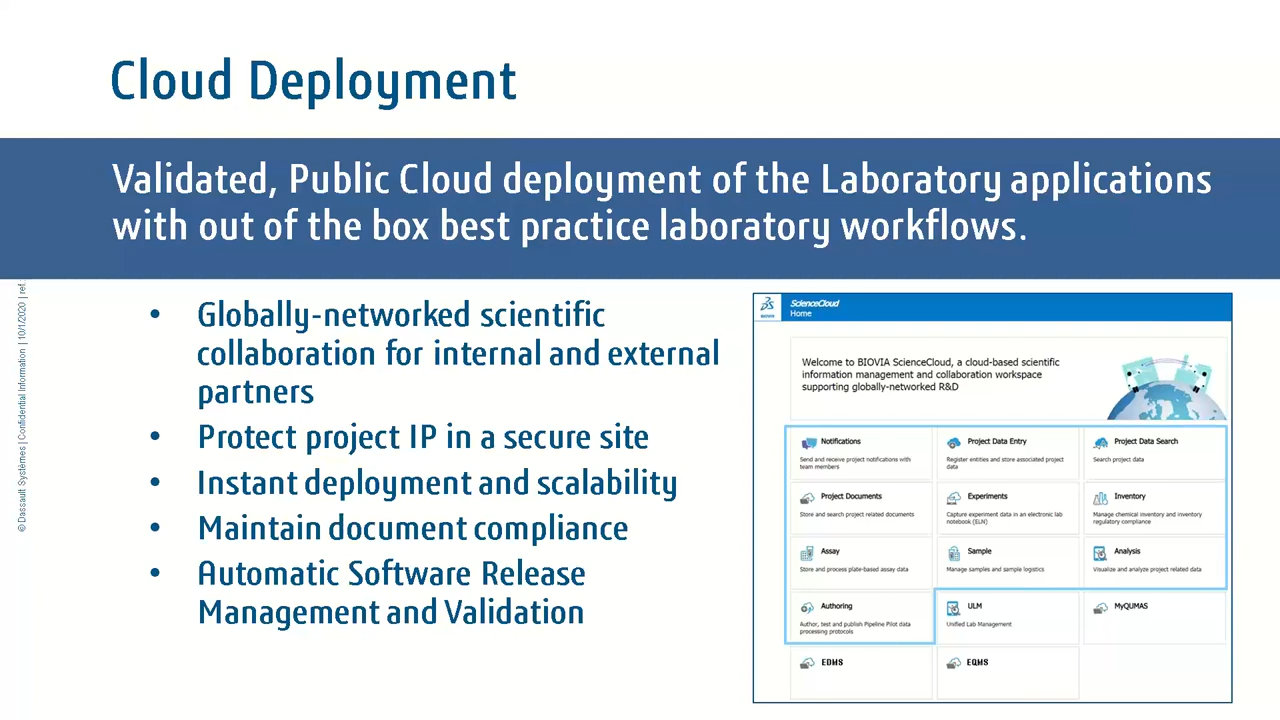 Cloud Deployment
Validated, Public Cloud deployment of the Laboratory applications
with out of the box best practice laboratory workflows.
• Globally-networked scientific
collaboration for internal and external
partners
• Protect project IP in a secure site
• Instant deployment and scalability
• Maintain document compliance
• Automatic Software Release
Management and Validation
© Dassault Systèmes | Confidential Information | 10/1/2020 | ref.:
BIOVIA
ScienceCloud
Home
Welcome to BIOVIA ScienceCloud, a cloud-based scientific
information management and collaboration workspace
supporting globally-networked R&D
Notifications
Send and receive project notifications with
team members
Project Data Entry
Register entities and store associated project
data
Project Data Search
Search project data
Project Documents
Store and search project related documents
Experiments
Capture experiment data in an electronic lab
notebook (ELN)
Inventory
Manage chemical inventory and inventory
regulatory compliance
Assay
Store and process plate-based assay data
Sample
Manage samples and sample logistics
Analysis
Visualize and analyze project related data
Authoring
Author, test and publish Pipeline Pilot data
processing protocols
ULM
Unified Lab Management
MyQUMAS
EDMS
EQMS